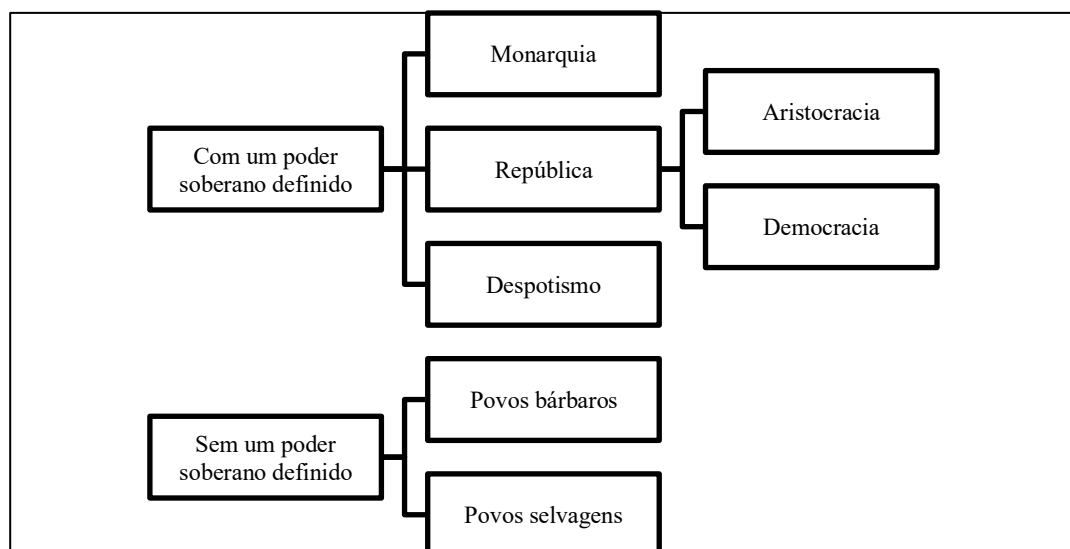 Monarquia
Aristocracia
Com um poder
soberano definido
República
Democracia
Despotismo
Povos bárbaros
Sem um poder
soberano definido
Povos selvagens